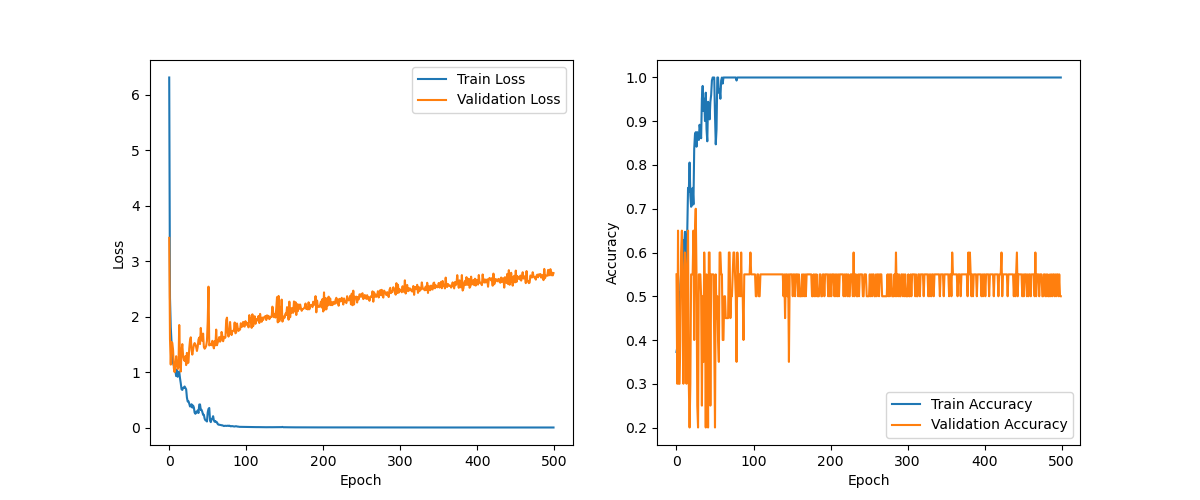 Train Loss
Validation Loss
6
5
4
3
2
1
0
Loss
0 100 200 300 400 500
Epoch
1.0
0.9
0.8
0.7
0.6
0.5
0.4
0.3
0.2
Accuracy
Train Accuracy
Validation Accuracy
0 100 200 300 400 500
Epoch